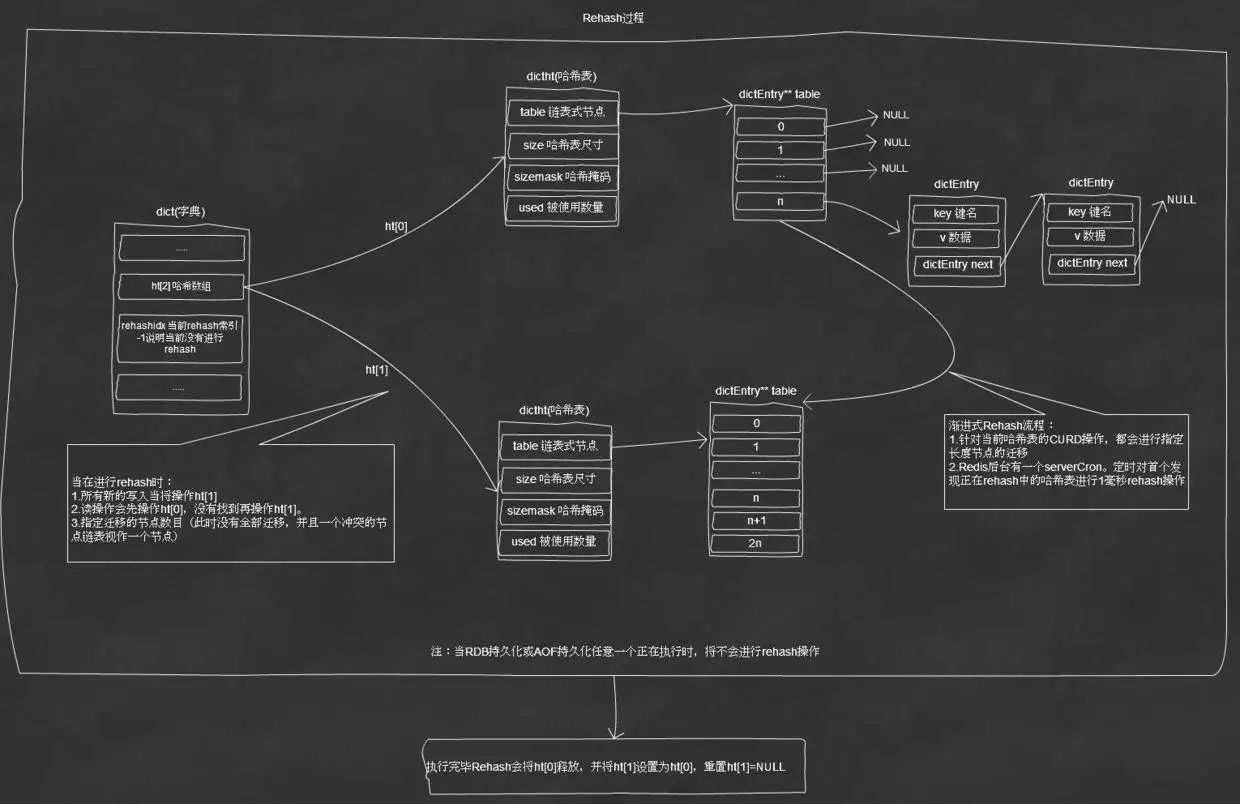 Rehash过程
dictht(哈希表)
table 链表式节点
size 哈希表尺寸
sizemask 哈希掩码
used 被使用数量
dictEntry** table
0
1
...
n
NULL
NULL
NULL
dictEntry
key 键名
v 数据
dictEntry next
dictEntry
key 键名
v 数据
dictEntry next
NULL
dict(字典)
.....
ht[2] 哈希数组
rehashidx 当前rehash索引
-1说明当前没有进行
rehash
.....
ht[0]
ht[1]
当在进行rehash时：
1.所有新的写入当将操作ht[1]
2.读操作会先操作ht[0]，没有找到再操作ht[1]。
3.指定迁移的节点数目（此时没有全部迁移，并且一个冲突的节
点链表视作一个节点）
dictht(哈希表)
table 链表式节点
size 哈希表尺寸
sizemask 哈希掩码
used 被使用数量
dictEntry** table
0
1
...
n
n+1
2n
渐进式Rehash流程：
1.针对当前哈希表的CURD操作，都会进行指定
长度节点的迁移
2.Redis后台有一个serverCron。定时对首个发
现正在rehash中的哈希表进行1毫秒rehash操作
注：当RDB持久化或AOF持久化任意一个正在执行时，将不会进行rehash操作
执行完毕Rehash会将ht[0]释放，并将ht[1]设置为ht[0]，重置ht[1]=NULL